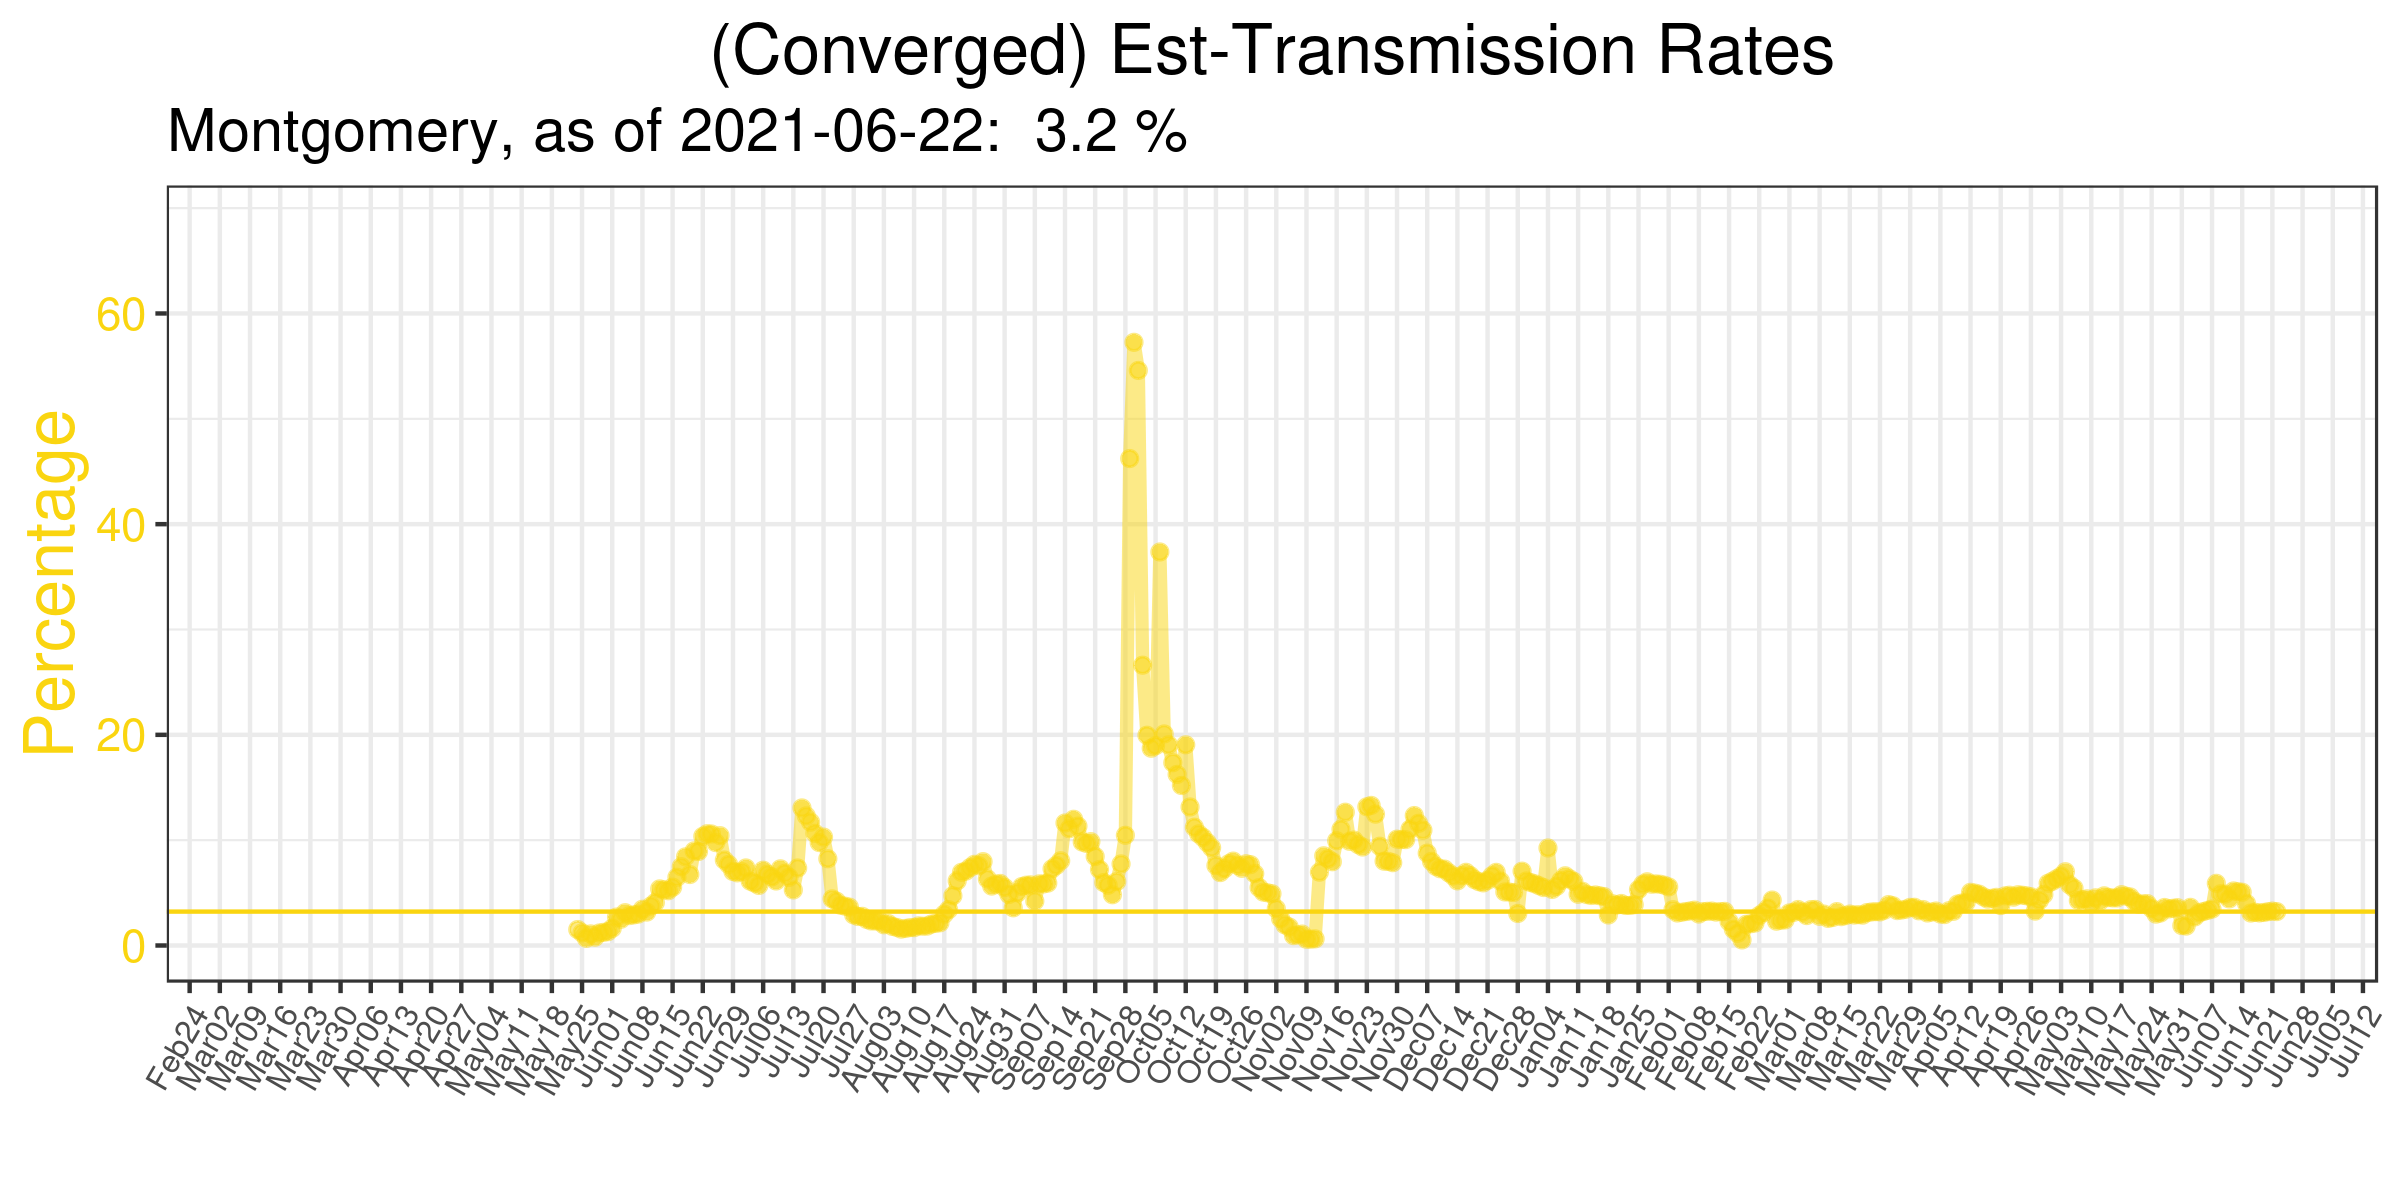 (Converged) Est-Transmission Rates
Montgomery, as of 2021-06-22:  3.2 %
Percentage
60
40
20
0
Feb24
Mar02
Mar09
Mar16
Mar23
Mar30
Apr06
Apr13
Apr20
Apr27
May04
May11
May18
May25
Jun01
Jun08
Jun15
Jun22
Jun29
Jul06
Jul13
Jul20
Jul27
Aug03
Aug10
Aug17
Aug24
Aug31
Sep07
Sep14
Sep21
Sep28
Oct05
Oct12
Oct19
Oct26
Nov02
Nov09
Nov16
Nov23
Nov30
Dec07
Dec14
Dec21
Dec28
Dec04
Jan11
Jan18
Jan25
Feb01
Feb08
Feb15
Feb22
Mar01
Mar08
Mar15
Mar22
Mar29
Apr05
Apr12
Apr19
Apr26
May03
May10
May17
May24
May31
May07
Jun14
Jun21
Jun28
Jul05
Jul12